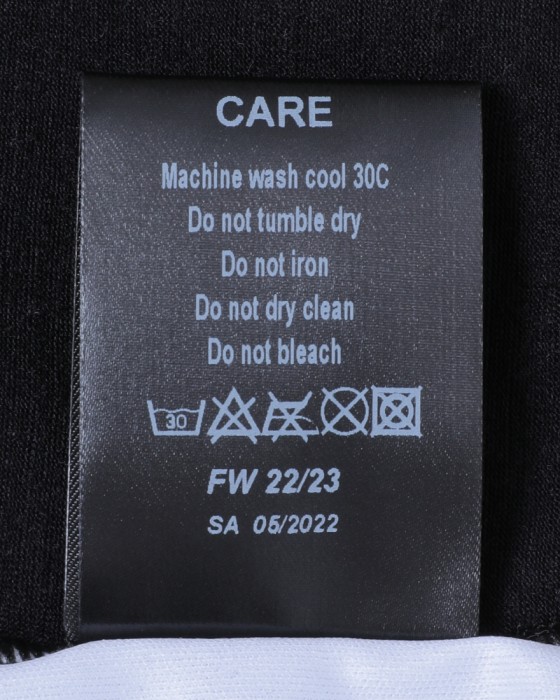 CARE
Machine wash cool 30C
Do not tumble dry
Do not iron
Do not dry clean
Do not bleach
30
FW 22/23
SA 05/2022